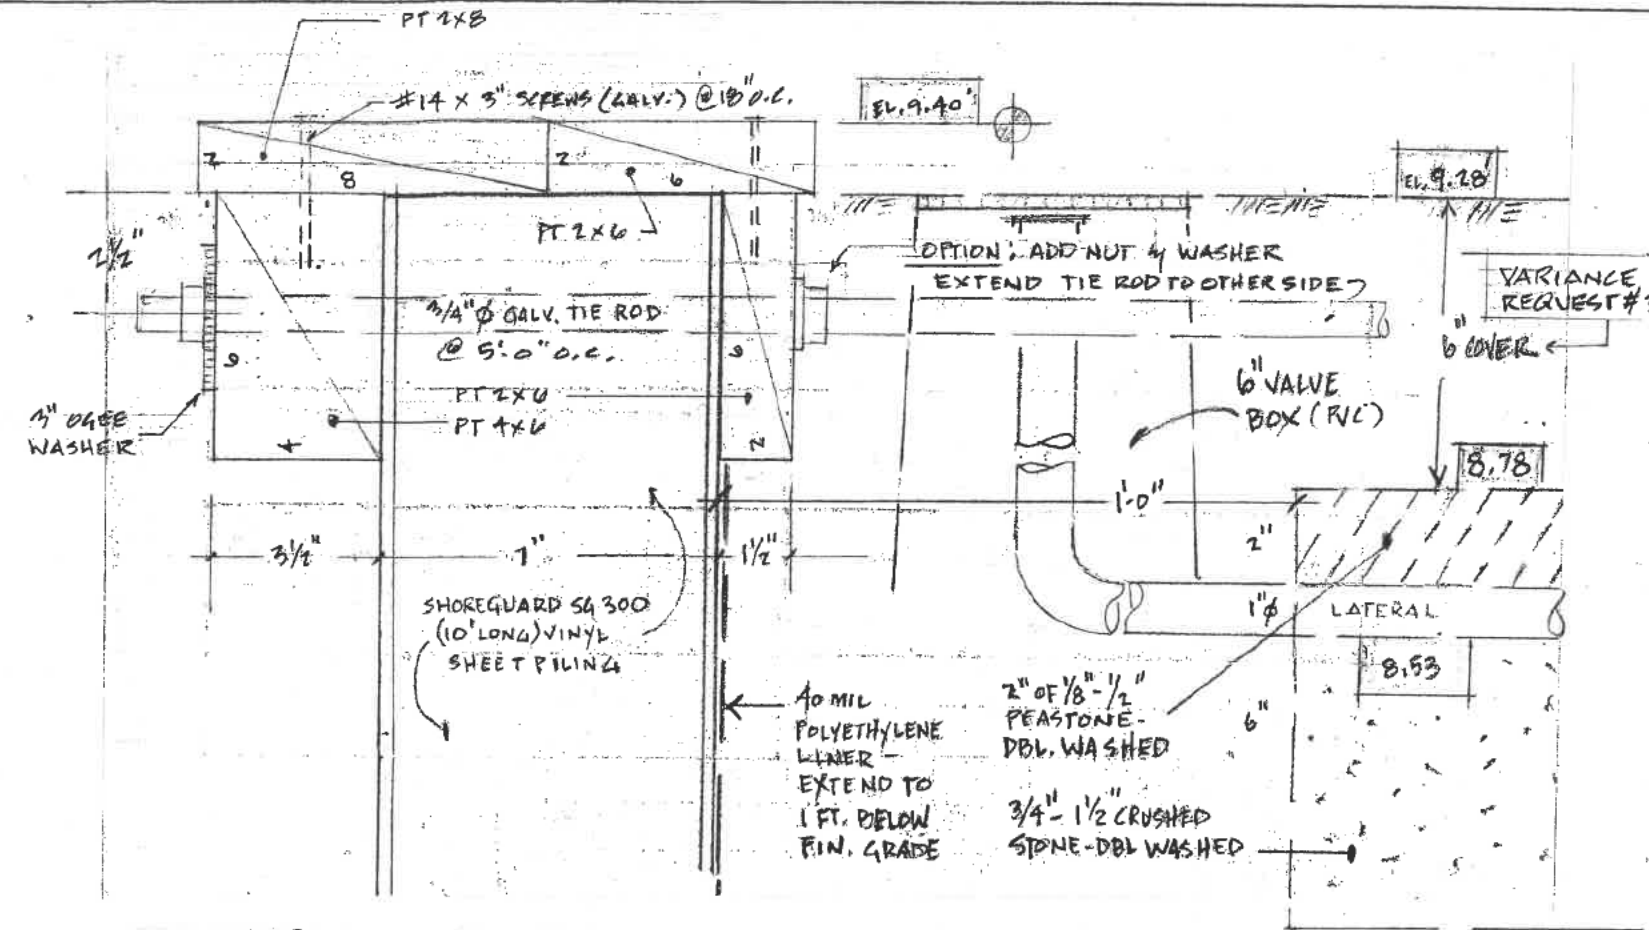 PT 2x8
#14 x 3" SCREWS (GALV.) @ 18" O.C.
EL. 9.40'
EL. 9.28'
2
8
2
6
PT 2x6
2½"
OPTION: ADD NUT & WASHER
EXTEND TIE ROD TO OTHER SIDE
VARIANCE
REQUEST #
3/4" Φ GALV. TIE ROD
@ 5'-0" O.C.
6" COVER
6
6
PT 2x6
PT 4x6
6" VALVE
BOX (PVC)
3" OGEE
WASHER
4
2
8.78
1'-0"
3½"
7"
1½"
2"
SHOREGUARD SG 300
(10' LONG) VINYL
SHEET PILING
1"Φ
LATERAL
8.53
40 MIL
POLYETHYLENE
LINER -
EXTEND TO
1 FT. BELOW
FIN. GRADE
2" OF 1/8"-1/2"
PEASTONE-
DBL. WASHED
6"
3/4"-1½" CRUSHED
STONE-DBL WASHED